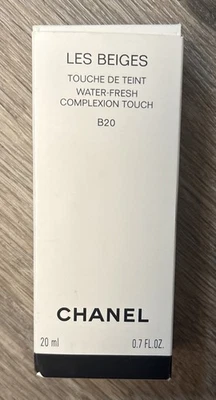 LES BEIGES
TOUCHE DE TEINT
WATER-FRESH
COMPLEXION TOUCH
B20
CHANEL
20 ml 0.7 FL.OZ.